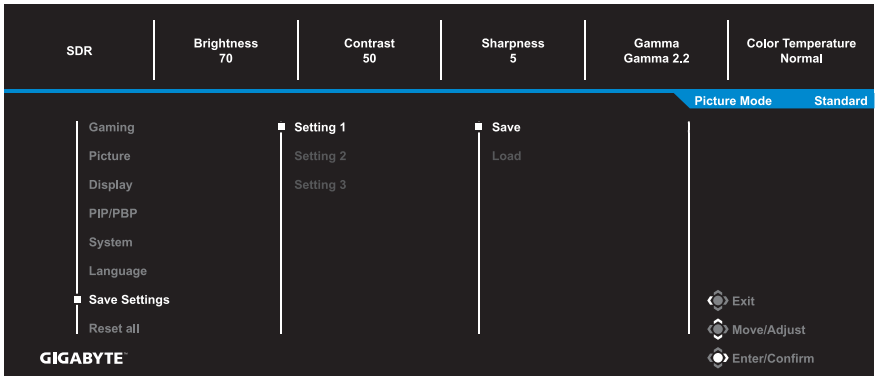 SDR
Brightness
70
Contrast
50
Sharpness
5
Gamma
Gamma 2.2
Color Temperature
Normal
Picture Mode Standard
Gaming
Picture
Display
PIP/PBP
System
Language
Save Settings
Reset all
Setting 1
Setting 2
Setting 3
Save
Load
Exit
Move/Adjust
Enter/Confirm
GIGABYTE™